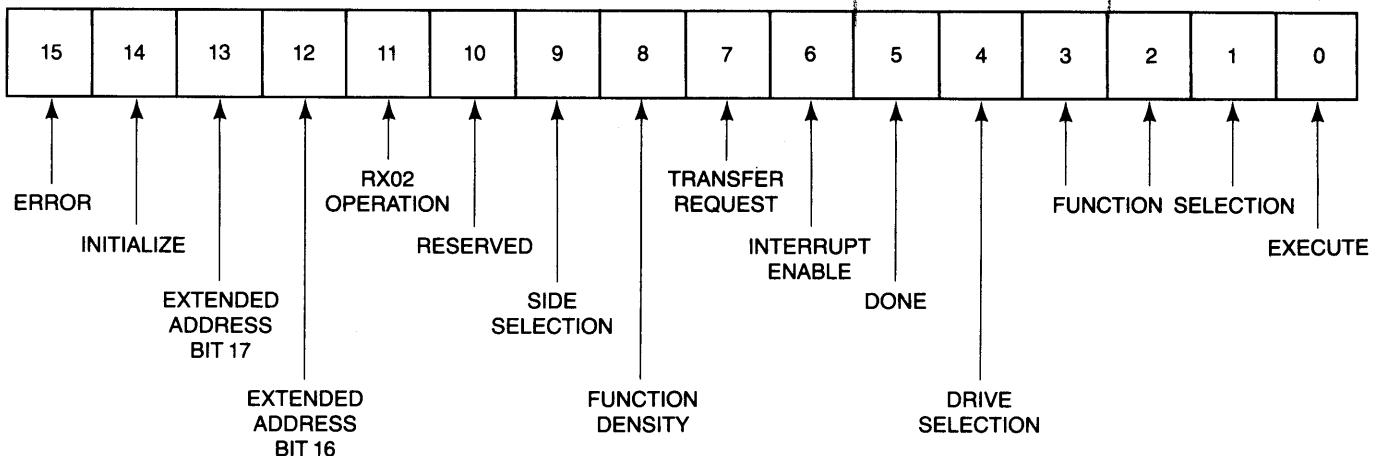 15 14 13 12 11 10 9 8 7 6 5 4 3 2 1 0
ERROR
INITIALIZE
EXTENDED
ADDRESS
BIT 17
EXTENDED
ADDRESS
BIT 16
RX02
OPERATION
RESERVED
SIDE
SELECTION
FUNCTION
DENSITY
TRANSFER
REQUEST
INTERRUPT
ENABLE
DONE
DRIVE
SELECTION
FUNCTION SELECTION
EXECUTE